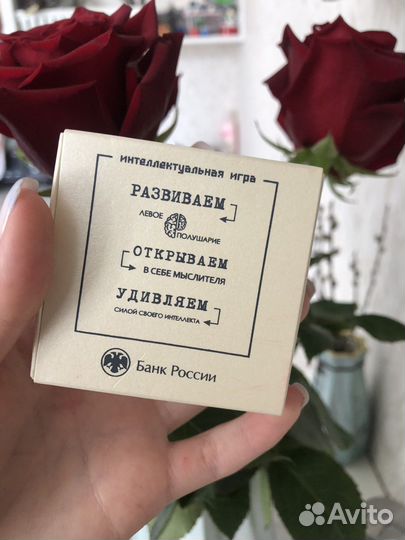 ИНТЕЛЛЕКТУАЛЬНАЯ ИГРА
РАЗВИВАЕМ
ЛЕВОЕ
ПОЛУШАРИЕ
ОТКРЫВАЕМ
В СЕБЕ МЫСЛИТЕЛЯ
УДИВЛЯЕМ
СИЛОЙ СВОЕГО ИНТЕЛЛЕКТА
Банк России
Avito